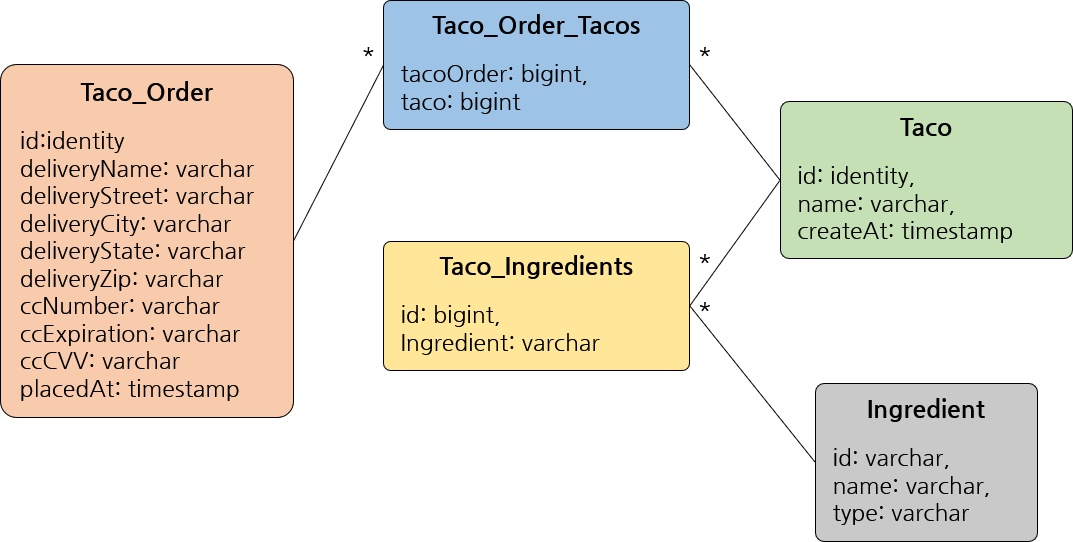 Taco_Order
id:identity
deliveryName: varchar
deliveryStreet: varchar
deliveryCity: varchar
deliveryState: varchar
deliveryZip: varchar
ccNumber: varchar
ccExpiration: varchar
ccCVV: varchar
placedAt: timestamp
*
Taco_Order_Tacos
tacoOrder: bigint,
taco: bigint
*
Taco_Ingredients
id: bigint,
Ingredient: varchar
*
*
Taco
id: identity,
name: varchar,
createAt: timestamp
Ingredient
id: varchar,
name: varchar,
type: varchar